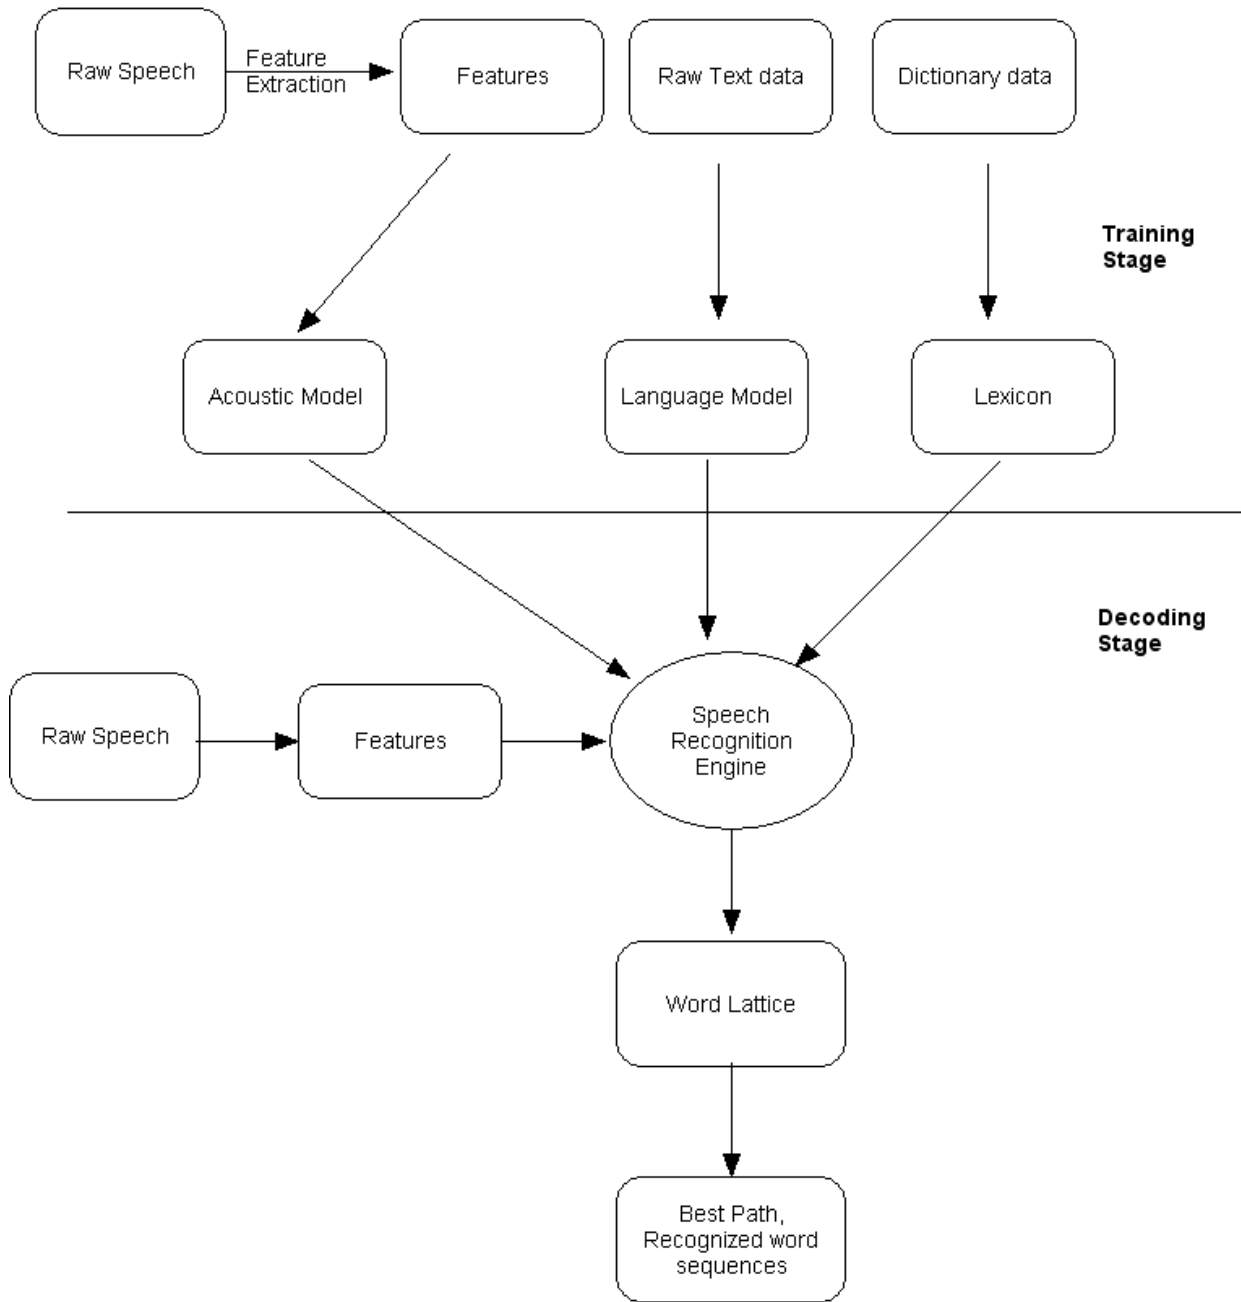 Raw Speech
Feature
Extraction
Features
Raw Text data
Dictionary data
Training
Stage
Acoustic Model
Language Model
Lexicon
Decoding
Stage
Raw Speech
Features
Speech
Recognition
Engine
Word Lattice
Best Path,
Recognized word
sequences